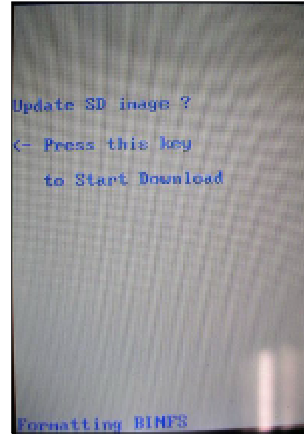 Update SD image ?
<- Press this key
to Start Download
Formatting BINFS